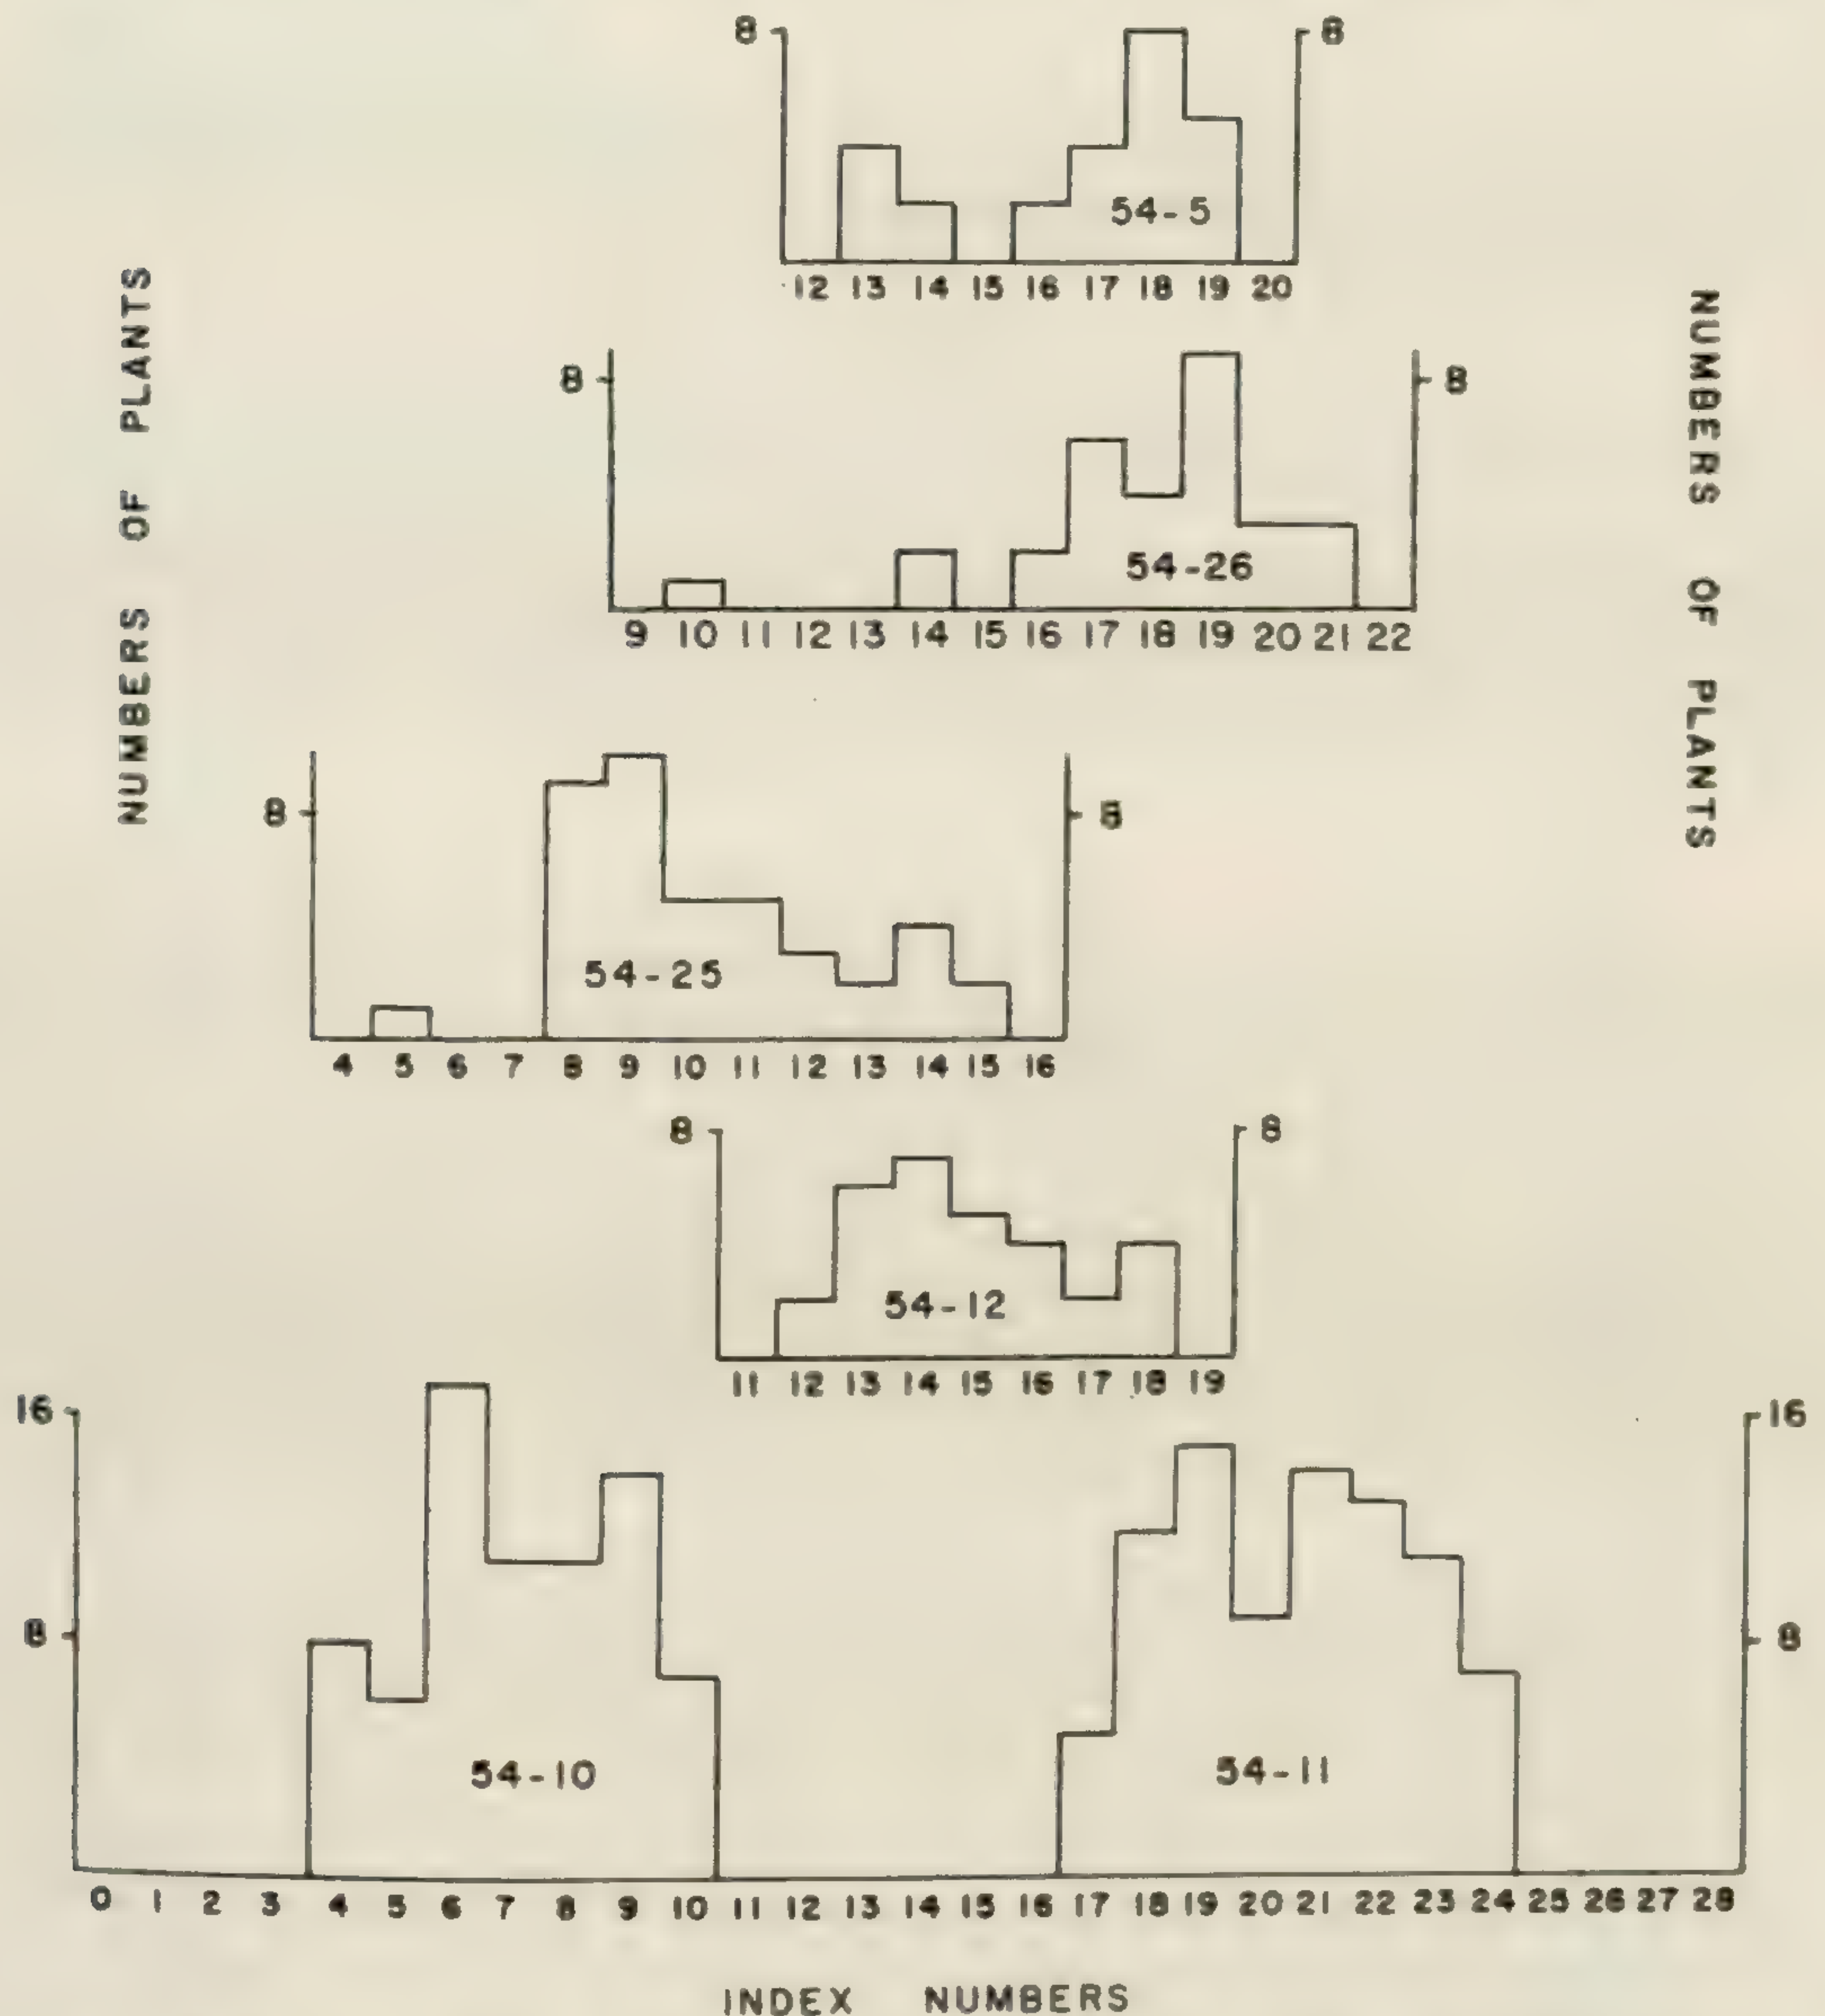 8 8
54-5
12 13 14 15 16 17 18 19 20
NUMBERS OF PLANTS
NUMBERS OF PLANTS
8 8
54-26
9 10 11 12 13 14 15 16 17 18 19 20 21 22
8 8
54-25
4 5 6 7 8 9 10 11 12 13 14 15 16
8 8
54-12
11 12 13 14 15 16 17 18 19
16 16
8 8
54-10 54-11
0 1 2 3 4 5 6 7 8 9 10 11 12 13 14 15 16 17 18 19 20 21 22 23 24 25 26 27 28
INDEX NUMBERS